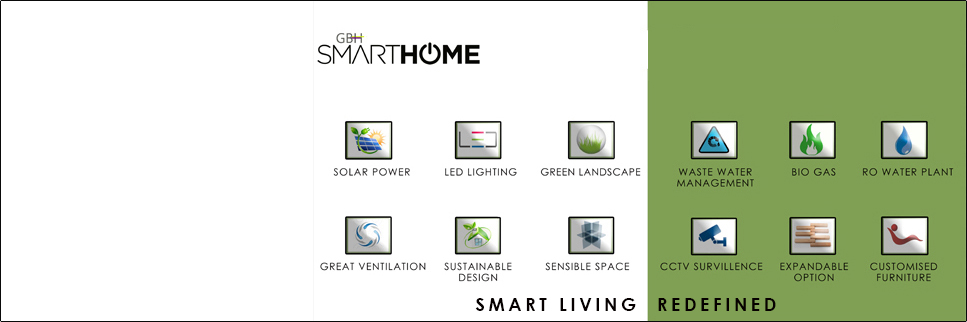 GBH
SMARTHOME
LED
SOLAR POWER
LED LIGHTING
GREEN LANDSCAPE
WASTE WATER
MANAGEMENT
BIO GAS
RO WATER PLANT
GREAT VENTILATION
SUSTAINABLE
DESIGN
SENSIBLE SPACE
CCTV SURVILLENCE
EXPANDABLE
OPTION
CUSTOMISED
FURNITURE
SMART LIVING REDEFINED